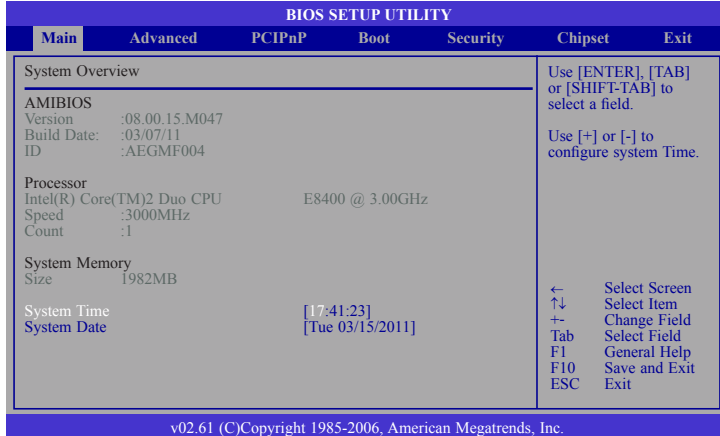 BIOS SETUP UTILITY
Main Advanced PCIPnP Boot Security Chipset Exit
System Overview
AMIBIOS
Version :08.00.15.M047
Build Date: :03/07/11
ID :AEGMF004
Processor
Intel(R) Core(TM)2 Duo CPU E8400 @ 3.00GHz
Speed :3000MHz
Count :1
System Memory
Size 1982MB
System Time [17:41:23]
System Date [Tue 03/15/2011]
Use [ENTER], [TAB]
or [SHIFT-TAB] to
select a field.
Use [+] or [-] to
configure system Time.
← Select Screen
↑↓ Select Item
+- Change Field
Tab Select Field
F1 General Help
F10 Save and Exit
ESC Exit
v02.61 (C)Copyright 1985-2006, American Megatrends, Inc.